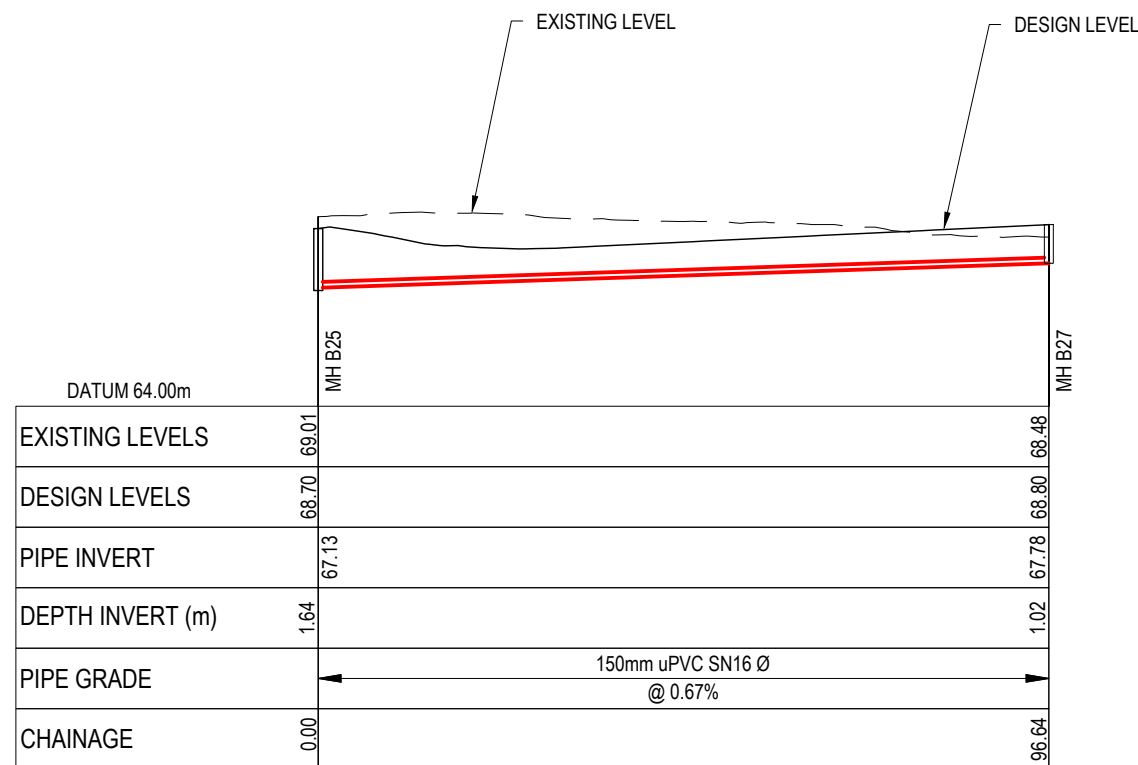 EXISTING LEVEL
DESIGN LEVEL
MH B25
MH B27
DATUM 64.00m
EXISTING LEVELS 69.01 68.48
DESIGN LEVELS 68.70 68.80
PIPE INVERT 67.13 67.78
DEPTH INVERT (m) 1.64 1.02
PIPE GRADE
150mm uPVC SN16 Ø
@ 0.67%
CHAINAGE 0.00 96.64